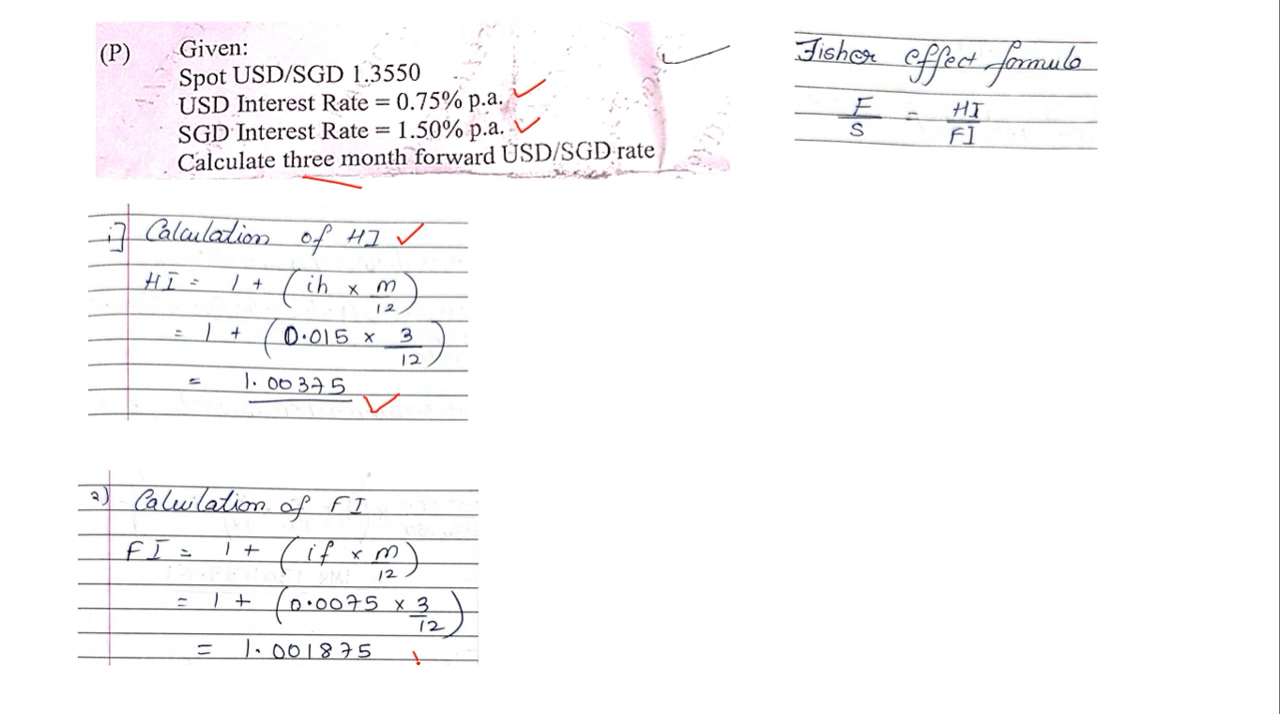 (P) Given:
Spot USD/SGD 1.3550
USD Interest Rate = 0.75% p.a.
SGD Interest Rate = 1.50% p.a.
Calculate three month forward USD/SGD rate
Fisher effect formula
F/S = HI/FI
i] Calculation of HI
HI = 1 + (ih x m/12)
= 1 + (0.015 x 3/12)
= 1.00375
2) Calculation of FI
FI = 1 + (if x m/12)
= 1 + (0.0075 x 3/12)
= 1.001875